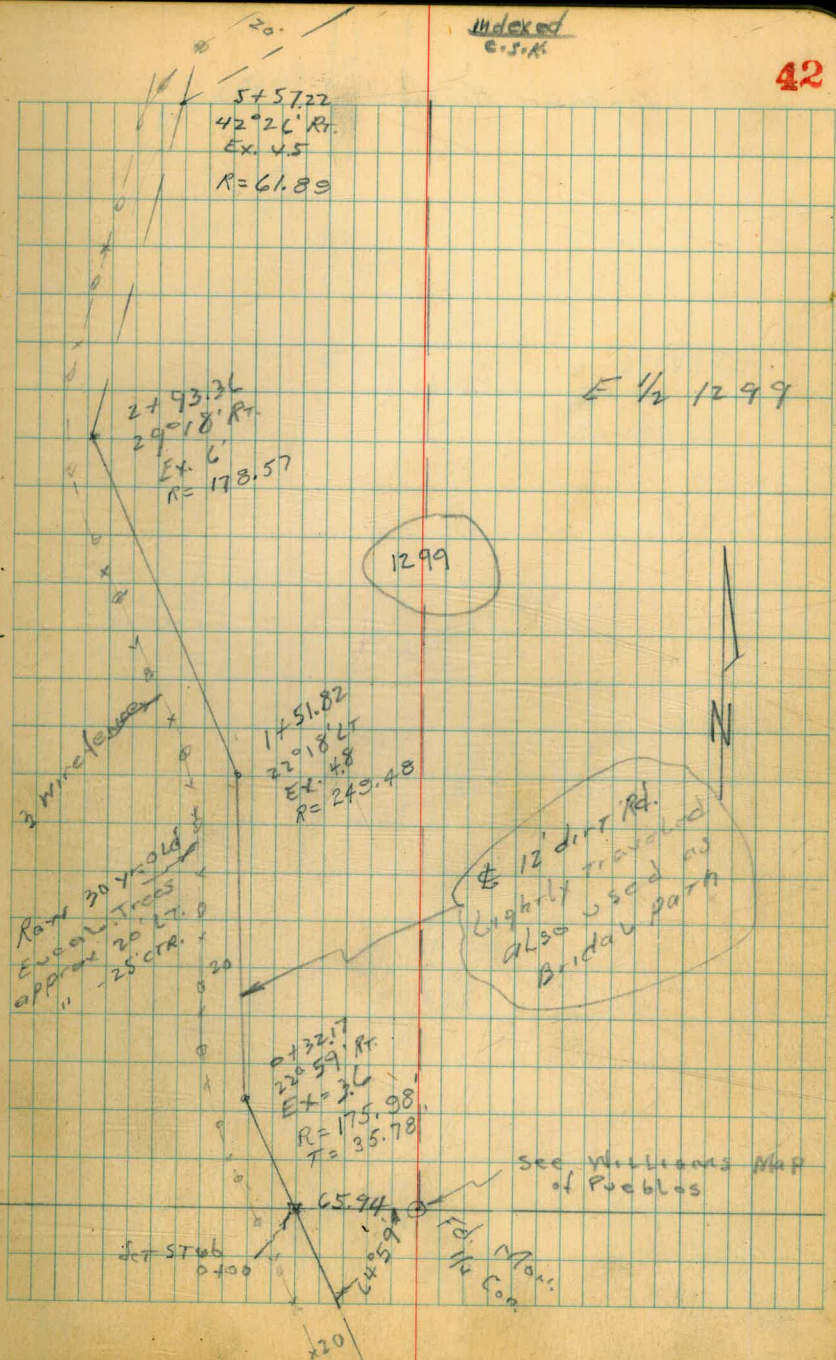 20'
Indexed
C.S.K.
42
5+57.22
42°26' Rt.
Ex. 4.5
R=61.89
E 1/2 1299
2+93.36
29°18' RT.
Ex. 6'
R= 178.57
1299
N
3 wire fence
1+51.82
22°18' LT
Ex. 4.8
R= 249.48
℄ 12' dirt Rd.
Lightly traveled
also used as
Bridal path
Row 30 yr old
Eucal. Trees
approx 20' LT.
" - 25' CTR.
20
0+32.17
22°59' RT.
Ex = 3.6
R= 175.98'
T= 35.78'
See Williams Map
of Pueblos
65.94
64°59'
Fd. Mon.
1/4 Cor.
Set Stub
0+00
x20